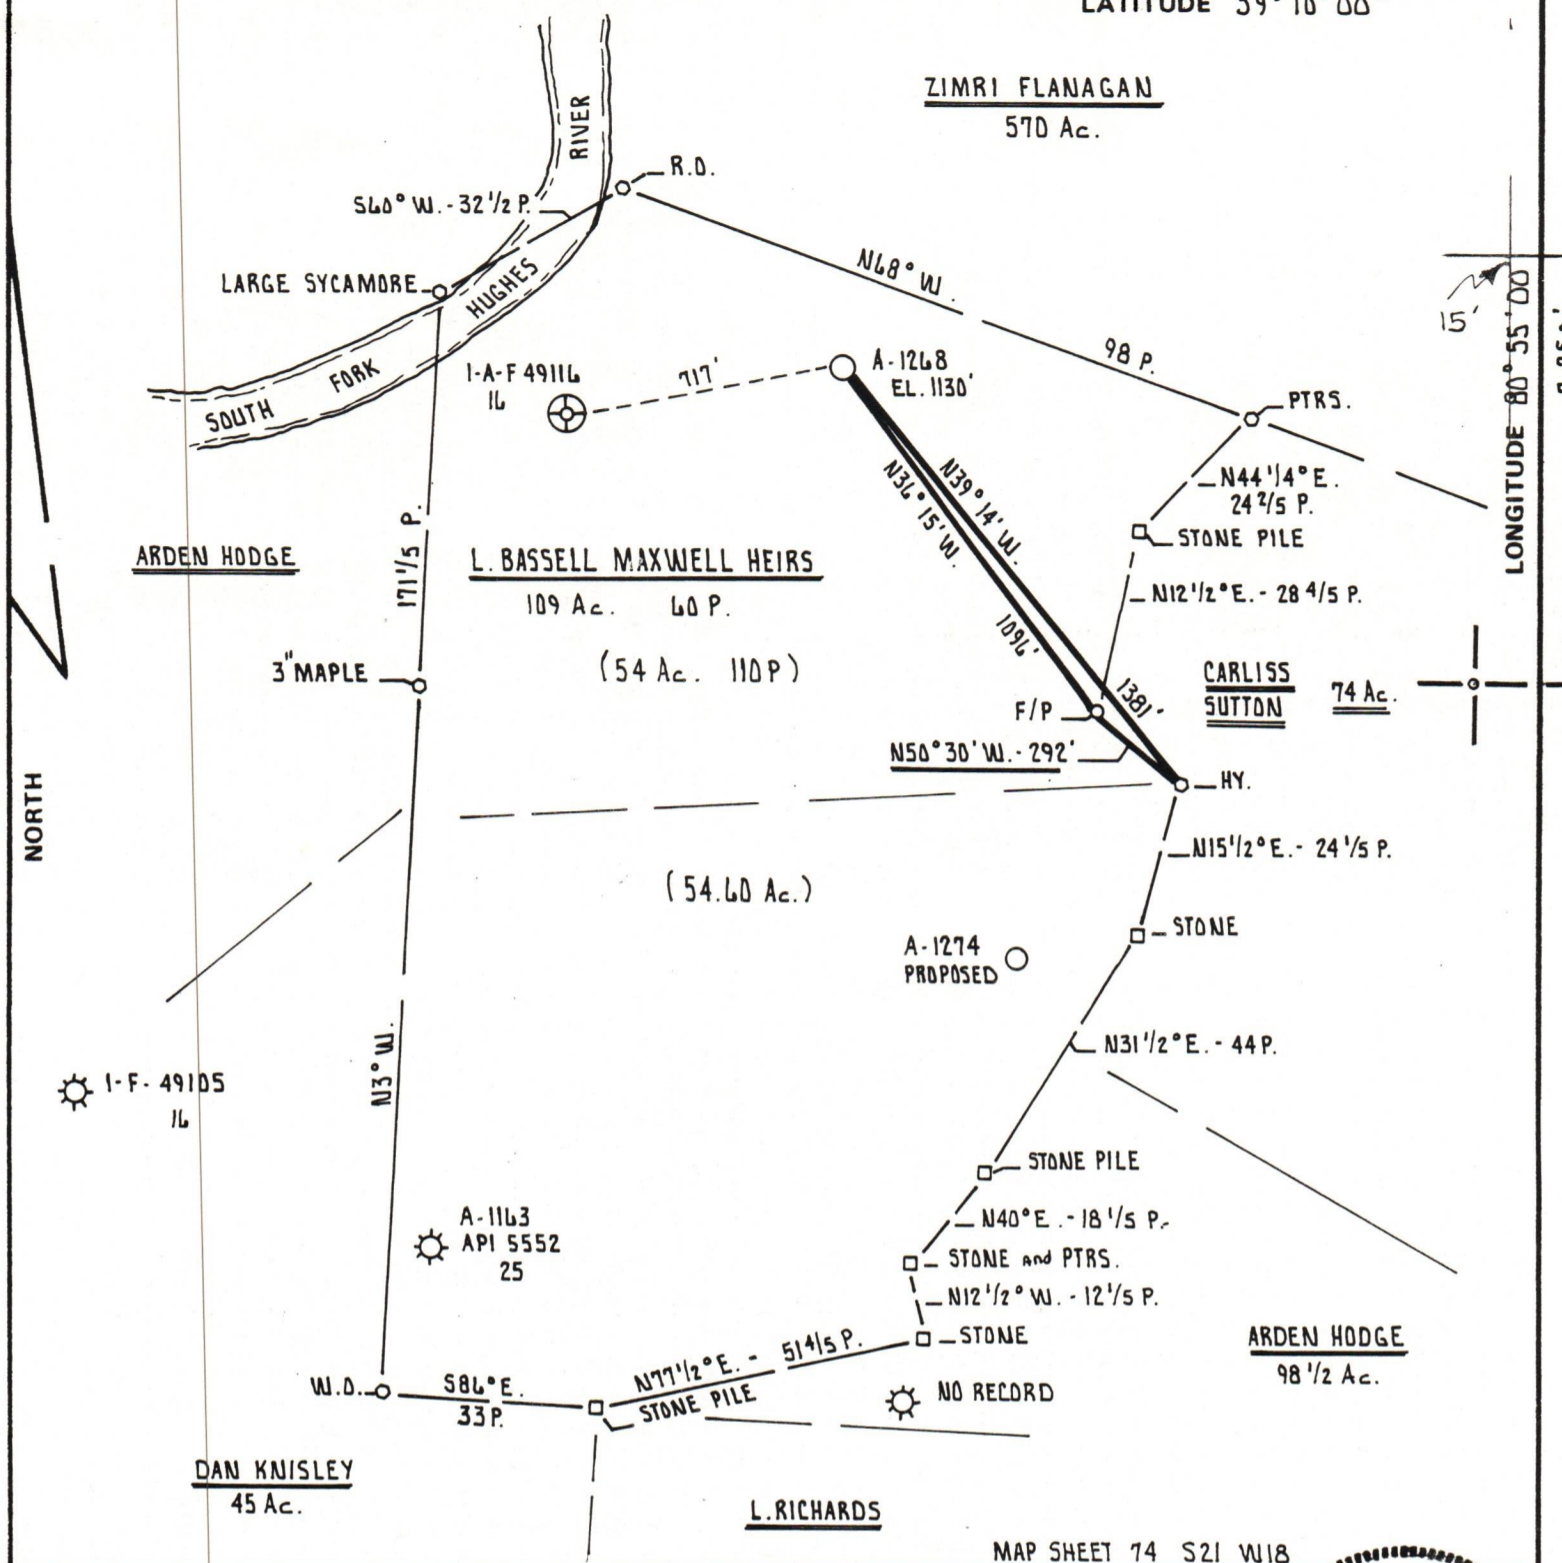 LATITUDE 39° 10' 00"
ZIMRI FLANAGAN
570 Ac.
RIVER
R.O.
S60° W. - 32 1/2 P.
LARGE SYCAMORE
HUGHES
FORK
SOUTH
N68° W.
98 P.
15'
LONGITUDE 80° 55' 00
1-A-F 49116
16
717'
A-1268
EL. 1130'
PTRS.
N44 1/4° E.
24 2/5 P.
STONE PILE
N12 1/2° E. - 28 4/5 P.
N39° 14' W.
N36° 15' W.
1096'
1381'
171 1/5 P.
ARDEN HODGE
L. BASSELL MAXWELL HEIRS
109 Ac. 60 P.
(54 Ac. 110 P)
3" MAPLE
CARLISS
SUTTON
74 Ac.
F/P
N50° 30' W. - 292'
HY.
NORTH
N15 1/2° E. - 24 1/5 P.
(54.60 Ac.)
STONE
A-1274
PROPOSED
N31 1/2° E. - 44 P.
N3° W.
1-F-49105
16
STONE PILE
A-1163
API 5552
25
N40° E. - 18 1/5 P.
STONE and PTRS.
N12 1/2° W. - 12 1/5 P.
STONE
ARDEN HODGE
98 1/2 Ac.
N77 1/2° E. - 51 4/5 P.
W.O.
S86° E.
33 P.
STONE PILE
NO RECORD
DAN KNISLEY
45 Ac.
L. RICHARDS
MAP SHEET 74 S21 W18